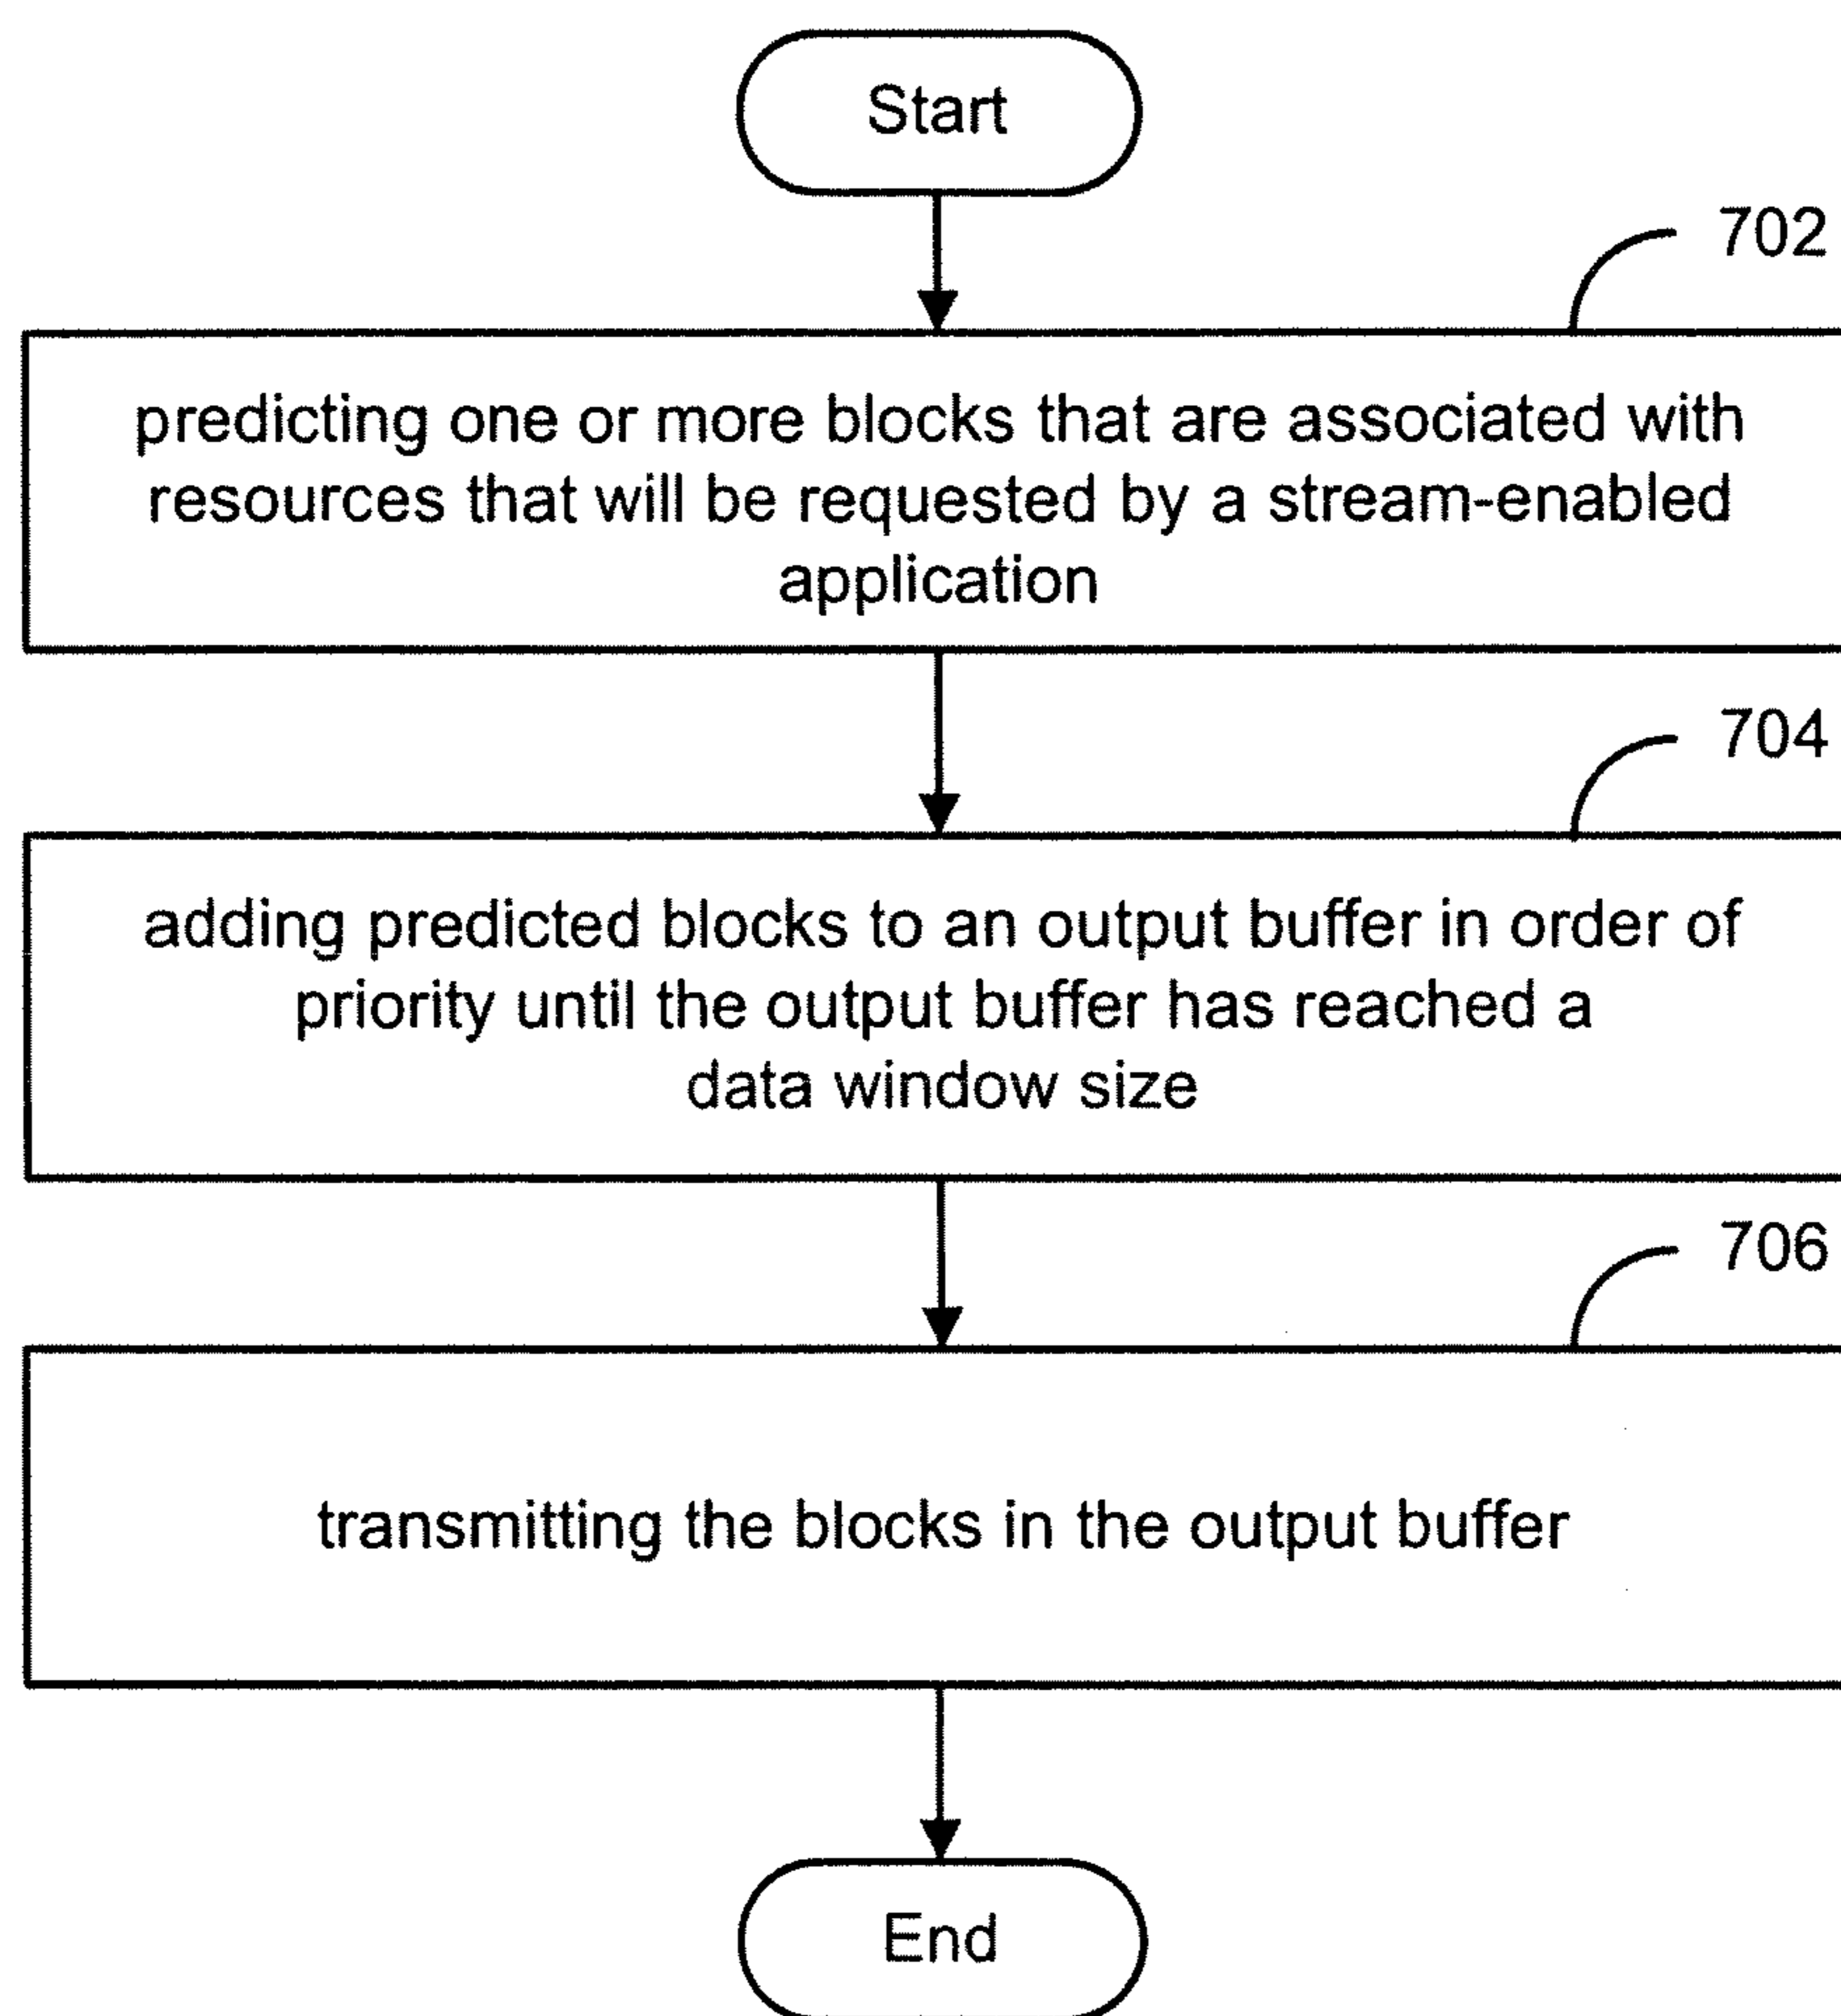 Start
702
predicting one or more blocks that are associated with
resources that will be requested by a stream-enabled
application
704
adding predicted blocks to an output buffer in order of
priority until the output buffer has reached a
data window size
706
transmitting the blocks in the output buffer
End